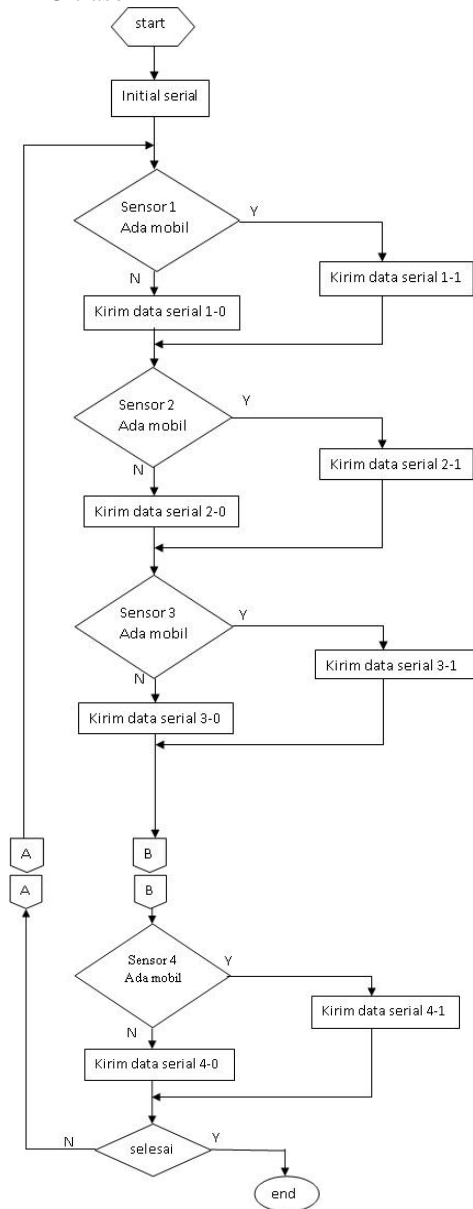 start
Initial serial
Sensor 1
Ada mobil
Y
N
Kirim data serial 1-1
Kirim data serial 1-0
Sensor 2
Ada mobil
Y
N
Kirim data serial 2-1
Kirim data serial 2-0
Sensor 3
Ada mobil
Y
N
Kirim data serial 3-1
Kirim data serial 3-0
A
B
A
B
Sensor 4
Ada mobil
Y
N
Kirim data serial 4-1
Kirim data serial 4-0
N
selesai
Y
end